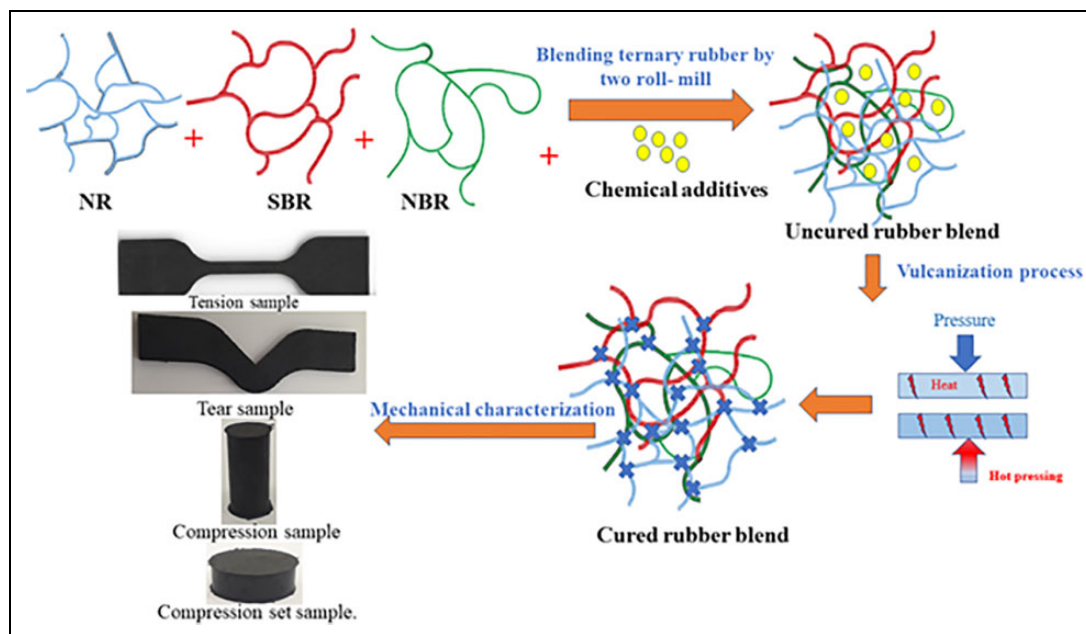 Blending ternary rubber by
two roll- mill
+
+
+
NR
SBR
NBR
Chemical additives
Uncured rubber blend
Vulcanization process
Pressure
Heat
Hot pressing
Cured rubber blend
Mechanical characterization
Tension sample
Tear sample
Compression sample
Compression set sample.